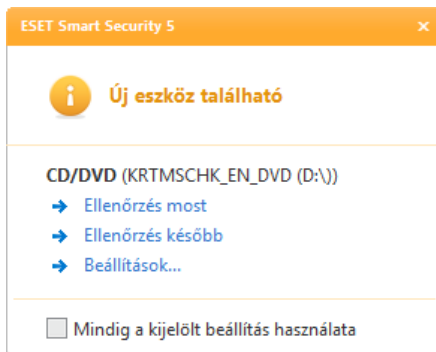 ESET Smart Security 5
Új eszköz található
CD/DVD (KRTMSCHK_EN_DVD (D:\))
Ellenőrzés most
Ellenőrzés később
Beállítások...
Mindig a kijelölt beállítás használata